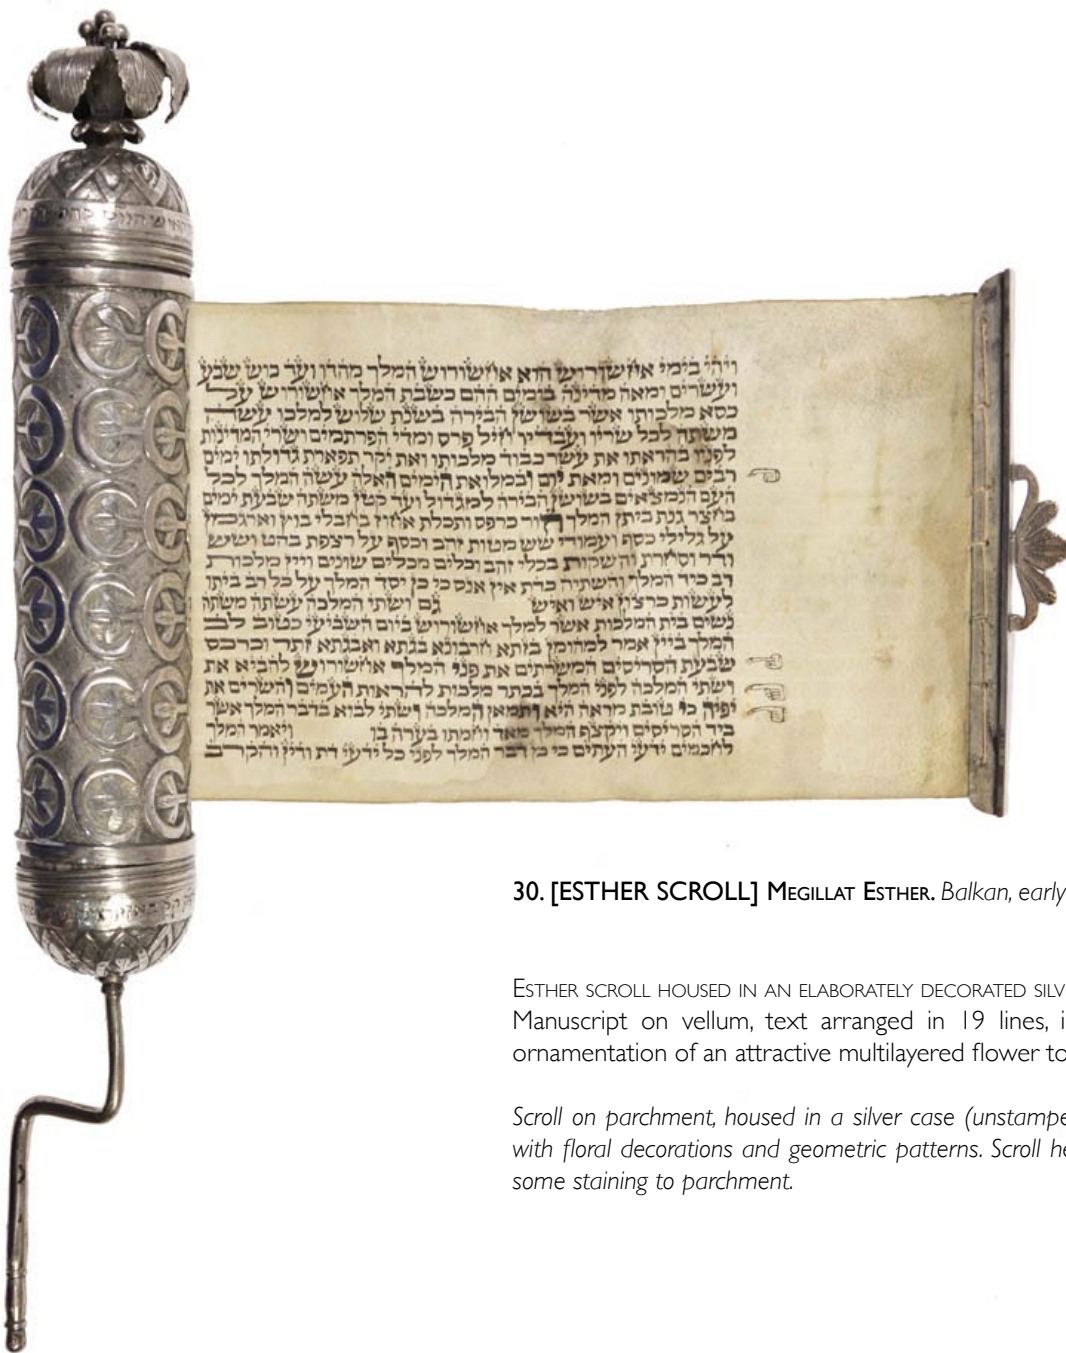 ויהי בימי אחשורוש הוא אחשורוש המלך מהדו ועד כוש שבע
ועשרים ומאה מדינה בימים ההם כשבת המלך אחשורוש על
כסא מלכותו אשר בשושן הבירה בשנת שלוש למלכו עשה
משתה לכל שריו ועבדיו חיל פרס ומדי הפרתמים ושרי המדינות
לפניו בהראתו את עשר כבוד מלכותו ואת יקר תפארת גדולתו ימים
רבים שמונים ומאת יום ובמלואת הימים האלה עשה המלך לכל
העם הנמצאים בשושן הבירה למגדול ועד קטן משתה שבעת ימים
בחצר גנת ביתן המלך חור כרפס ותכלת אחוז בחבלי בוץ וארגמן
על גלילי כסף ועמודי שש מטות זהב וכסף על רצפת בהט ושש
ודר וסחרת והשקות בכלי זהב וכלים מכלים שונים ויין מלכות
רב כיד המלך והשתיה כדת אין אנס כי כן יסד המלך על כל רב ביתו
לעשות כרצון איש ואיש גם ושתי המלכה עשתה משתה
נשים בית המלכות אשר למלך אחשורוש ביום השביעי כטוב לב
המלך ביין אמר למהומן בזתא חרבונא בגתא ואבגתא זתר וכרכס
שבעת הסריסים המשרתים את פני המלך אחשורוש להביא את
ושתי המלכה לפני המלך בכתר מלכות להראות העמים והשרים את
יפיה כי טובת מראה היא ותמאן המלכה ושתי לבוא בדבר המלך אשר
ביד הסריסים ויקצף המלך מאד וחמתו בערה בו ויאמר המלך
לחכמים ידעי העתים כי כן דבר המלך לפני כל ידעי דת ודין והקרב
30. [ESTHER SCROLL] MEGILLAT ESTHER. Balkan, early
ESTHER SCROLL HOUSED IN AN ELABORATELY DECORATED SILV
Manuscript on vellum, text arranged in 19 lines, i
ornamentation of an attractive multilayered flower to
Scroll on parchment, housed in a silver case (unstampe
with floral decorations and geometric patterns. Scroll he
some staining to parchment.